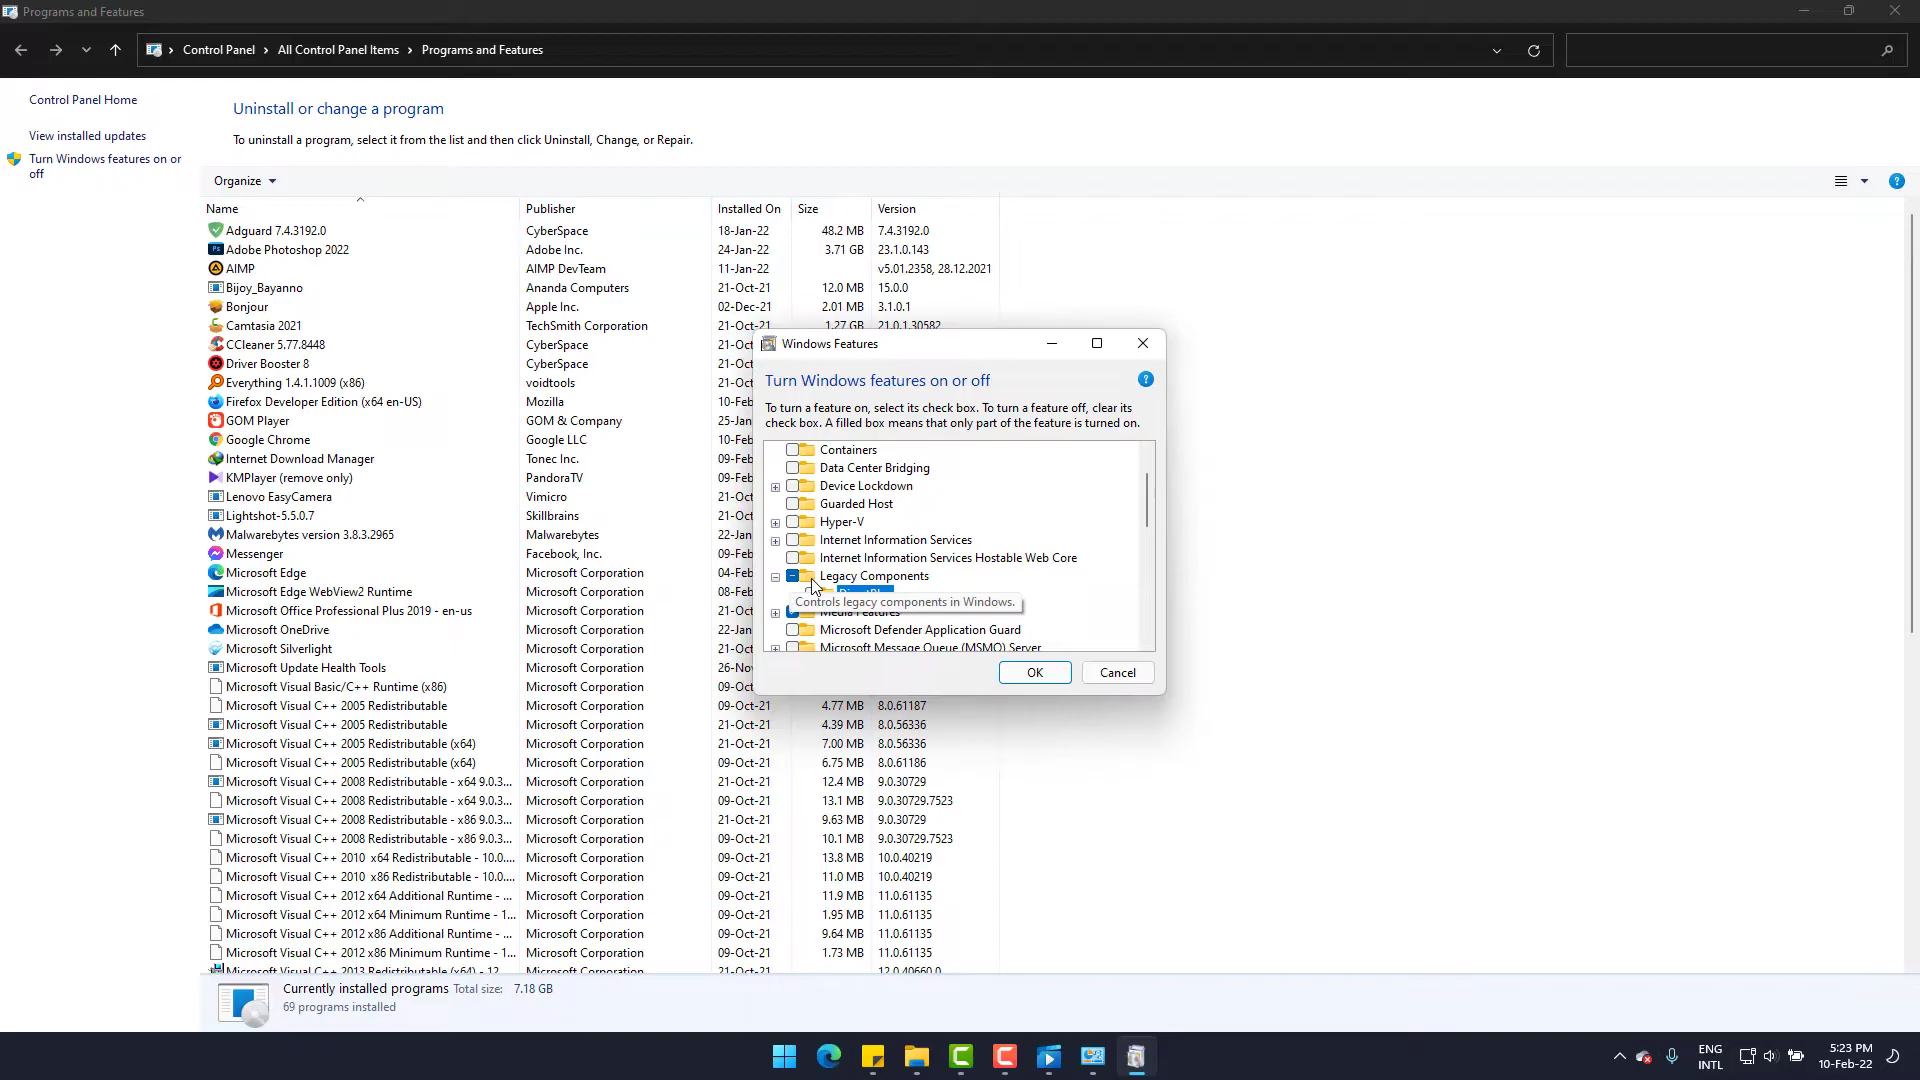 Programs and Features
Control Panel > All Control Panel Items > Programs and Features
Control Panel Home
View installed updates
Turn Windows features on or
off
Uninstall or change a program
To uninstall a program, select it from the list and then click Uninstall, Change, or Repair.
Organize
Name Publisher Installed On Size Version
Adguard 7.4.3192.0 CyberSpace 18-Jan-22 48.2 MB 7.4.3192.0
Adobe Photoshop 2022 Adobe Inc. 24-Jan-22 3.71 GB 23.1.0.143
AIMP AIMP DevTeam 11-Jan-22 v5.01.2358, 28.12.2021
Bijoy_Bayanno Ananda Computers 21-Oct-21 12.0 MB 15.0.0
Bonjour Apple Inc. 02-Dec-21 2.01 MB 3.1.0.1
Camtasia 2021 TechSmith Corporation 21-Oct-21 1.27 GB 21.0.1.30582
CCleaner 5.77.8448 CyberSpace 21-Oc
Driver Booster 8 CyberSpace 21-Oc
Everything 1.4.1.1009 (x86) voidtools 21-Oc
Firefox Developer Edition (x64 en-US) Mozilla 10-Feb
GOM Player GOM & Company 25-Jan
Google Chrome Google LLC 10-Feb
Internet Download Manager Tonec Inc. 09-Feb
KMPlayer (remove only) PandoraTV 09-Feb
Lenovo EasyCamera Vimicro 21-Oc
Lightshot-5.5.0.7 Skillbrains 21-Oc
Malwarebytes version 3.8.3.2965 Malwarebytes 22-Jan
Messenger Facebook, Inc. 09-Feb
Microsoft Edge Microsoft Corporation 04-Feb
Microsoft Edge WebView2 Runtime Microsoft Corporation 08-Feb
Microsoft Office Professional Plus 2019 - en-us Microsoft Corporation 21-Oc
Microsoft OneDrive Microsoft Corporation 22-Jan
Microsoft Silverlight Microsoft Corporation 09-Feb
Microsoft Update Health Tools Microsoft Corporation 26-No
Microsoft Visual Basic/C++ Runtime (x86) Microsoft Corporation 09-Oc
Microsoft Visual C++ 2005 Redistributable Microsoft Corporation 09-Oct-21 4.77 MB 8.0.61187
Microsoft Visual C++ 2005 Redistributable Microsoft Corporation 21-Oct-21 4.39 MB 8.0.56336
Microsoft Visual C++ 2005 Redistributable (x64) Microsoft Corporation 21-Oct-21 7.00 MB 8.0.56336
Microsoft Visual C++ 2005 Redistributable (x64) Microsoft Corporation 09-Oct-21 6.75 MB 8.0.61186
Microsoft Visual C++ 2008 Redistributable - x64 9.0.3... Microsoft Corporation 21-Oct-21 12.4 MB 9.0.30729
Microsoft Visual C++ 2008 Redistributable - x64 9.0.3... Microsoft Corporation 09-Oct-21 13.1 MB 9.0.30729.7523
Microsoft Visual C++ 2008 Redistributable - x86 9.0.3... Microsoft Corporation 21-Oct-21 9.63 MB 9.0.30729
Microsoft Visual C++ 2008 Redistributable - x86 9.0.3... Microsoft Corporation 09-Oct-21 10.1 MB 9.0.30729.7523
Microsoft Visual C++ 2010 x64 Redistributable - 10.0.... Microsoft Corporation 09-Oct-21 13.8 MB 10.0.40219
Microsoft Visual C++ 2010 x86 Redistributable - 10.0.... Microsoft Corporation 09-Oct-21 11.0 MB 10.0.40219
Microsoft Visual C++ 2012 x64 Additional Runtime - ... Microsoft Corporation 09-Oct-21 11.9 MB 11.0.61135
Microsoft Visual C++ 2012 x64 Minimum Runtime - 1... Microsoft Corporation 09-Oct-21 1.95 MB 11.0.61135
Microsoft Visual C++ 2012 x86 Additional Runtime - ... Microsoft Corporation 09-Oct-21 9.64 MB 11.0.61135
Microsoft Visual C++ 2012 x86 Minimum Runtime - 1... Microsoft Corporation 09-Oct-21 1.73 MB 11.0.61135
Microsoft Visual C++ 2013 Redistributable (x64) - 12 Microsoft Corporation 21-Oct-21 12.0.40660.0
Windows Features
Turn Windows features on or off
To turn a feature on, select its check box. To turn a feature off, clear its
check box. A filled box means that only part of the feature is turned on.
Containers
Data Center Bridging
Device Lockdown
Guarded Host
Hyper-V
Internet Information Services
Internet Information Services Hostable Web Core
Legacy Components
Controls legacy components in Windows.
Media Features
Microsoft Defender Application Guard
Microsoft Message Queue (MSMQ) Server
OK Cancel
Currently installed programs Total size: 7.18 GB
69 programs installed
ENG
INTL
5:23 PM
10-Feb-22